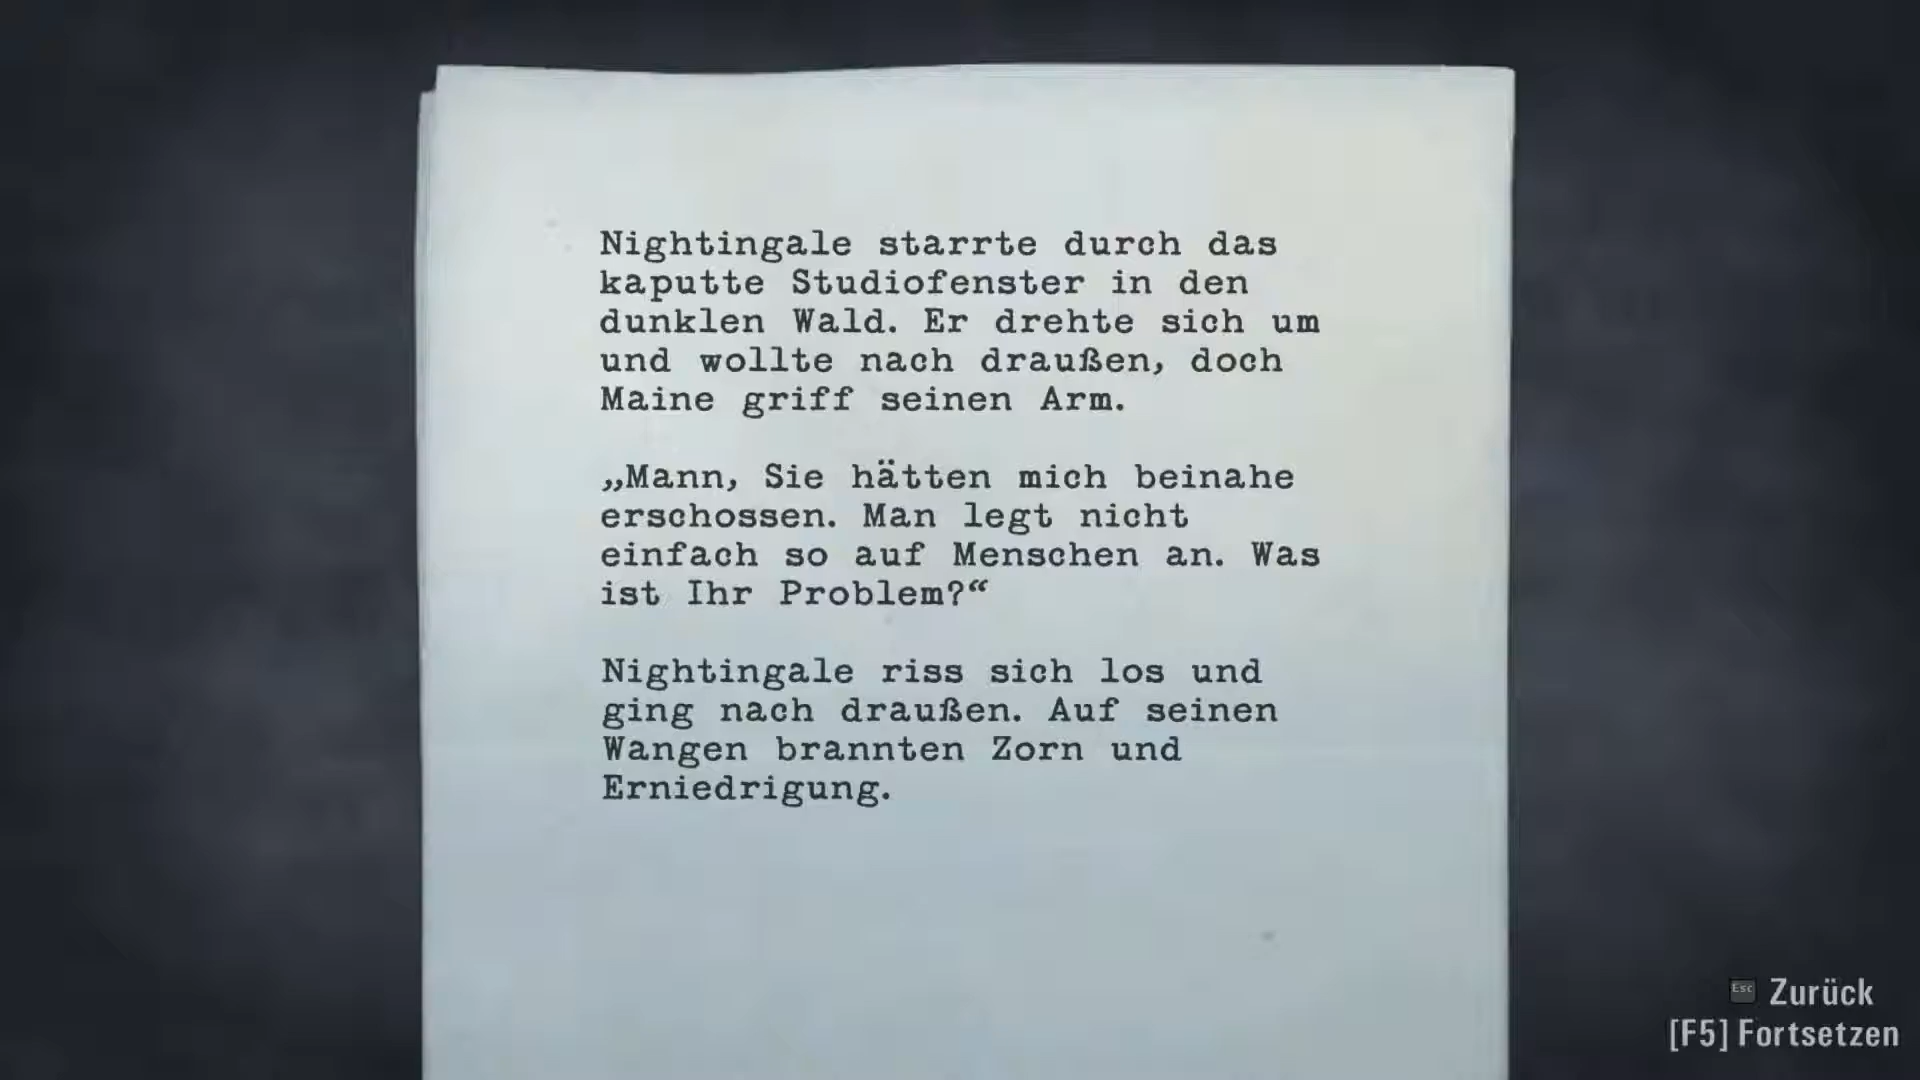 Nightingale starrte durch das
kaputte Studiofenster in den
dunklen Wald. Er drehte sich um
und wollte nach draußen, doch
Maine griff seinen Arm.
„Mann, Sie hätten mich beinahe
erschossen. Man legt nicht
einfach so auf Menschen an. Was
ist Ihr Problem?“
Nightingale riss sich los und
ging nach draußen. Auf seinen
Wangen brannten Zorn und
Erniedrigung.
Esc Zurück
[F5] Fortsetzen